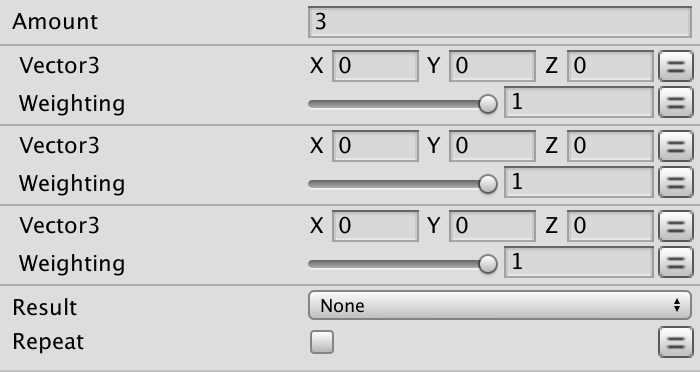 Amount 3
Vector3 X 0 Y 0 Z 0
Weighting 1
Vector3 X 0 Y 0 Z 0
Weighting 1
Vector3 X 0 Y 0 Z 0
Weighting 1
Result None
Repeat